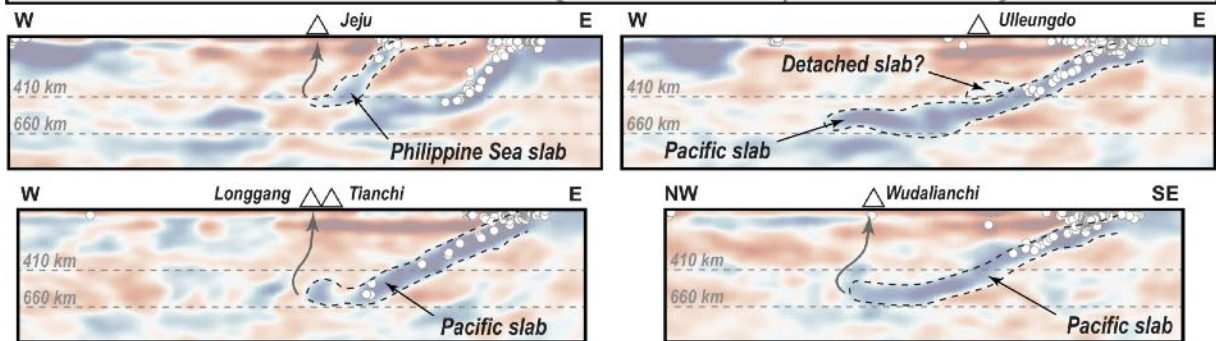 W Jeju E
410 km
660 km
Philippine Sea slab
W Ulleungdo E
Detached slab?
410 km
660 km
Pacific slab
W Longgang Tianchi E
410 km
660 km
Pacific slab
NW Wudalianchi SE
410 km
660 km
Pacific slab